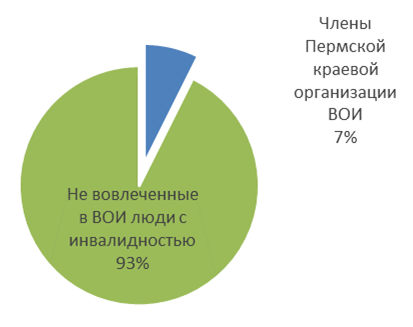 Члены
Пермской
краевой
организации
ВОИ
7%
Не вовлеченные
в ВОИ люди с
инвалидностью
93%